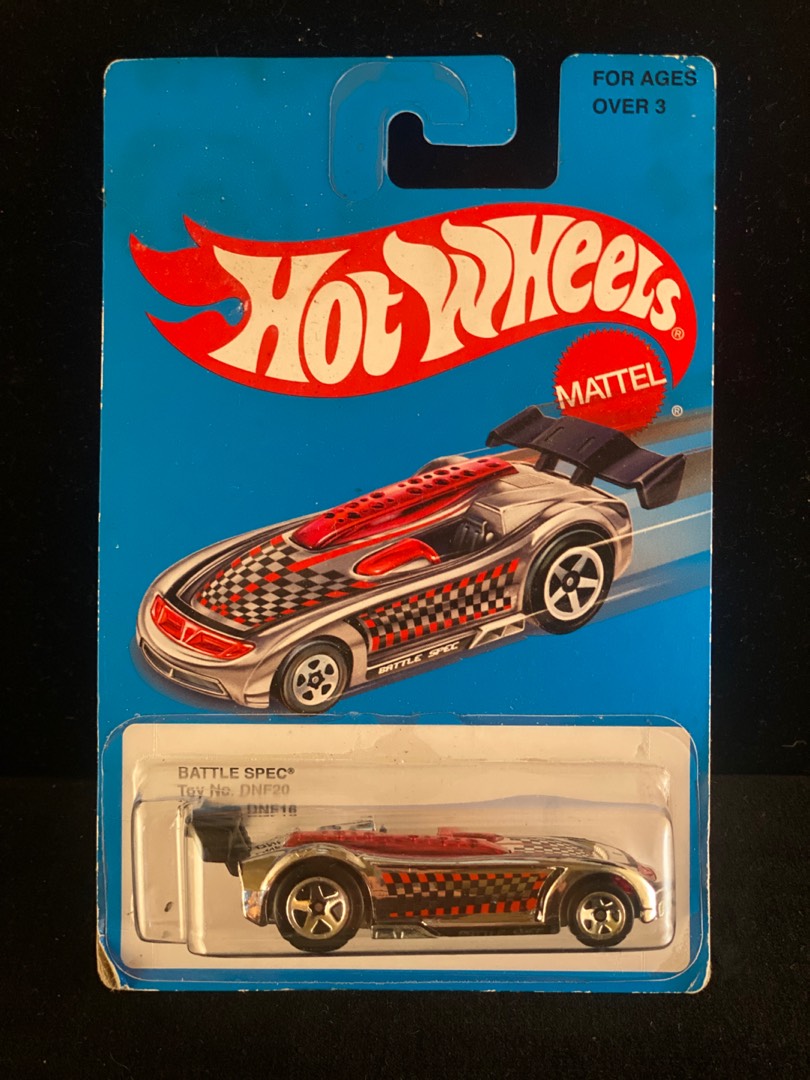 FOR AGES
OVER 3
HOT WHEELS®
MATTEL
®
BATTLE SPEC
BATTLE SPEC®
Toy No. DNF20
DNF16